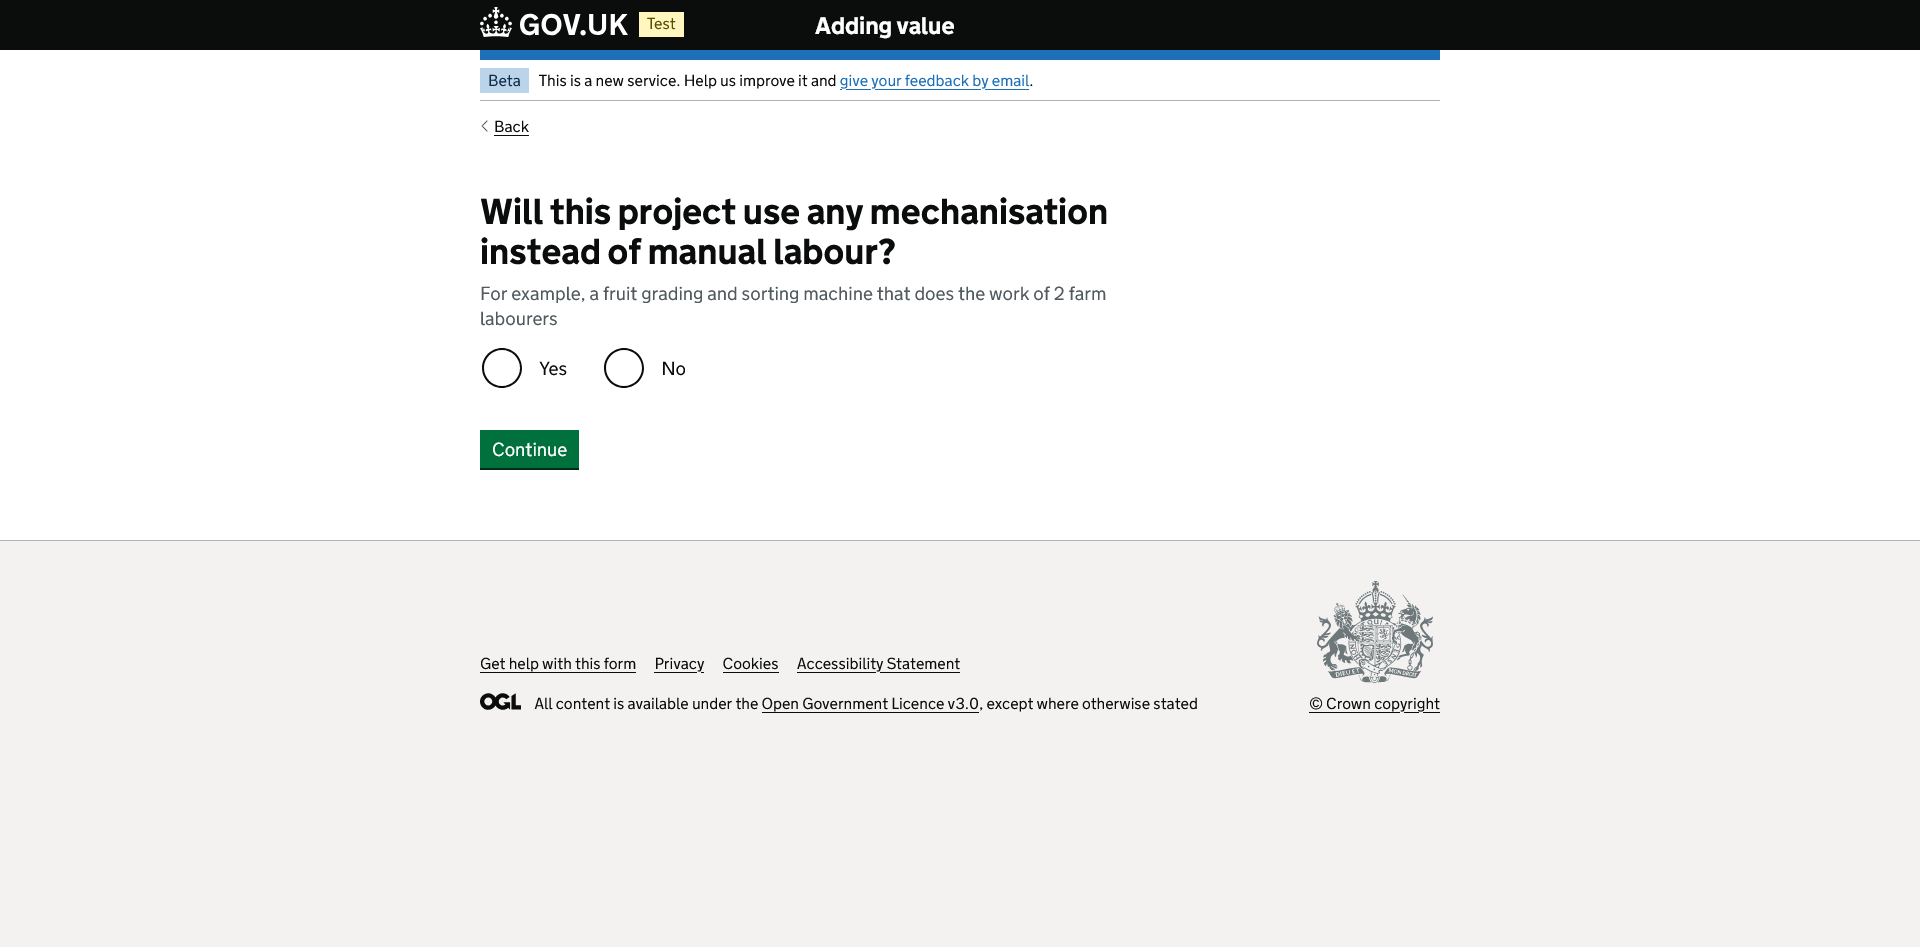 GOV.UK Test Adding value
Beta This is a new service. Help us improve it and give your feedback by email.
Back
Will this project use any mechanisation
instead of manual labour?
For example, a fruit grading and sorting machine that does the work of 2 farm
labourers
Yes No
Continue
Get help with this form Privacy Cookies Accessibility Statement
OGL All content is available under the Open Government Licence v3.0, except where otherwise stated
© Crown copyright